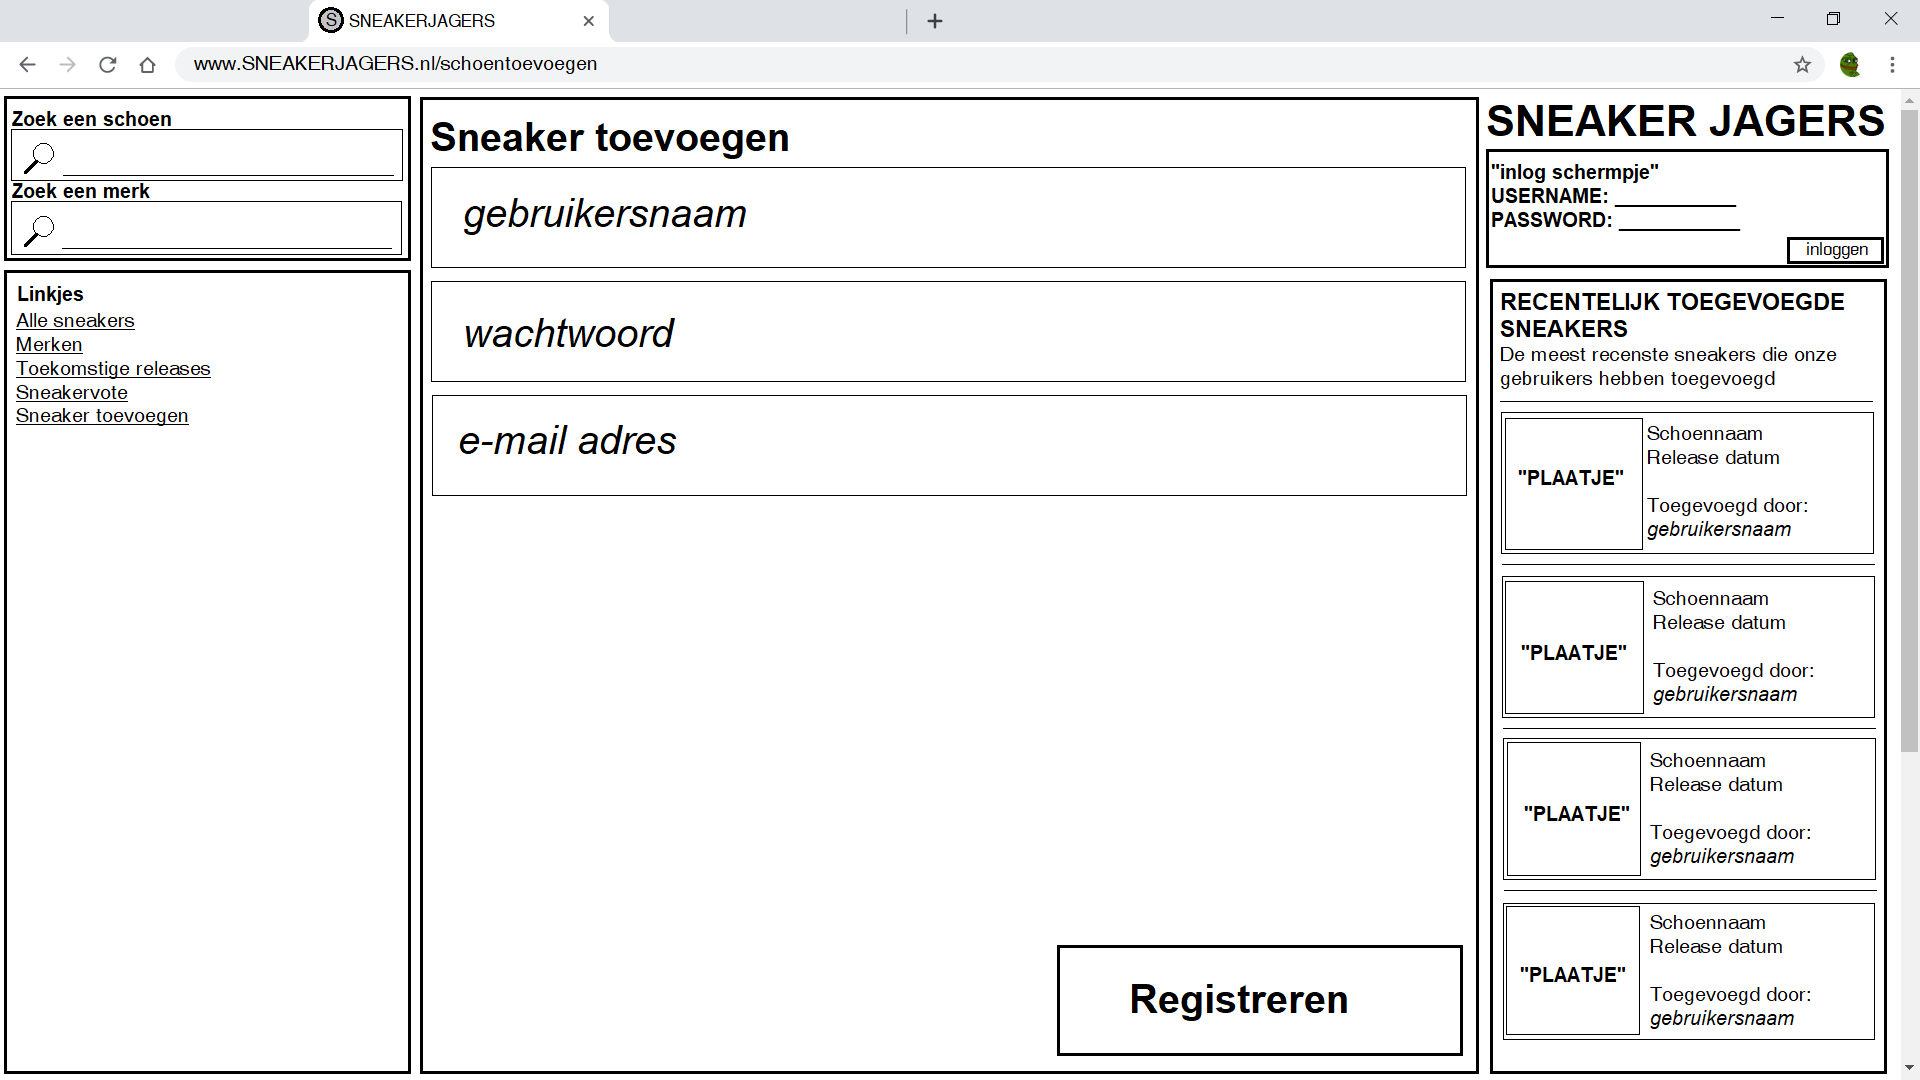 S SNEAKERJAGERS
www.SNEAKERJAGERS.nl/schoentoevoegen
Zoek een schoen
Zoek een merk
Linkjes
Alle sneakers
Merken
Toekomstige releases
Sneakervote
Sneaker toevoegen
Sneaker toevoegen
gebruikersnaam
wachtwoord
e-mail adres
Registreren
SNEAKER JAGERS
"inlog schermpje"
USERNAME: ___________
PASSWORD: ___________
inloggen
RECENTELIJK TOEGEVOEGDE
SNEAKERS
De meest recenste sneakers die onze
gebruikers hebben toegevoegd
"PLAATJE"
Schoennaam
Release datum
Toegevoegd door:
gebruikersnaam
"PLAATJE"
Schoennaam
Release datum
Toegevoegd door:
gebruikersnaam
"PLAATJE"
Schoennaam
Release datum
Toegevoegd door:
gebruikersnaam
"PLAATJE"
Schoennaam
Release datum
Toegevoegd door:
gebruikersnaam